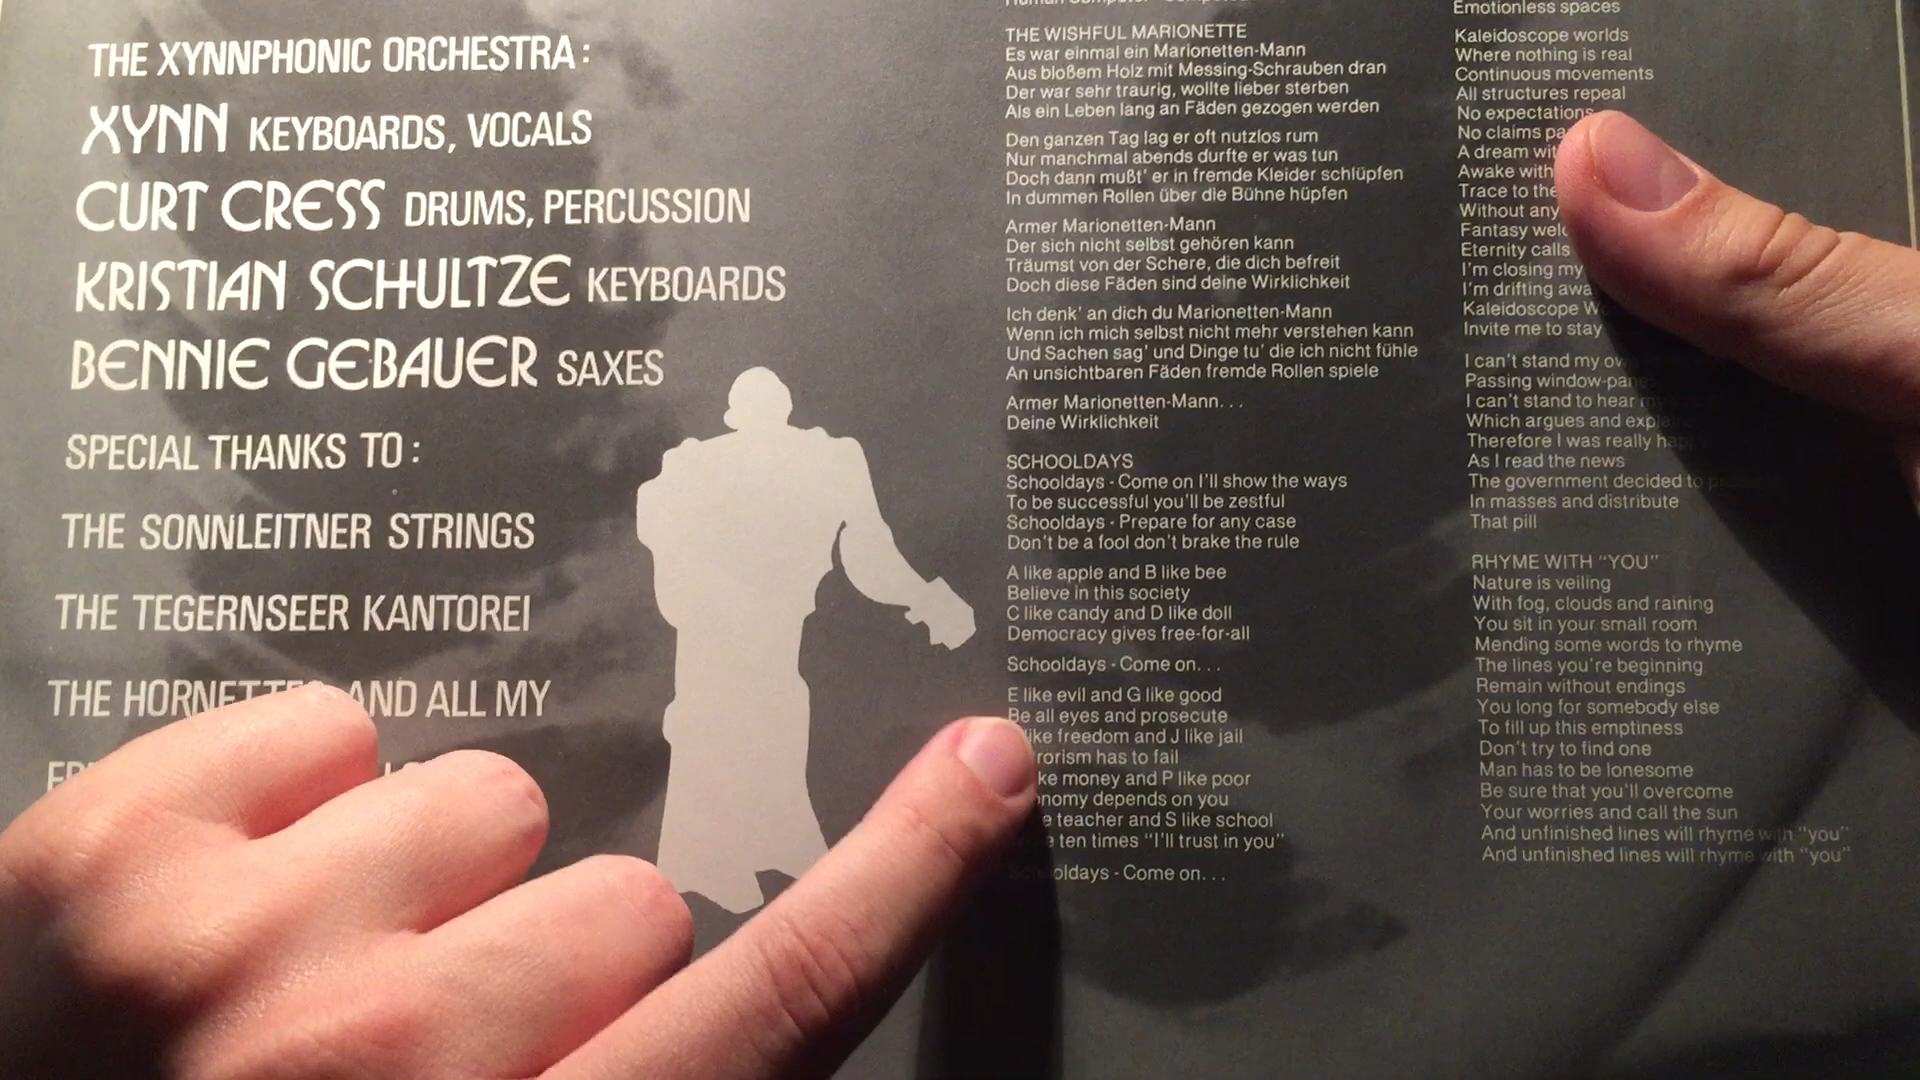 THE XYNNPHONIC ORCHESTRA:
XYNN KEYBOARDS, VOCALS
CURT CRESS DRUMS, PERCUSSION
KRISTIAN SCHULTZE KEYBOARDS
BENNIE GEBAUER SAXES
SPECIAL THANKS TO:
THE SONNLEITNER STRINGS
THE TEGERNSEER KANTOREI
THE AND ALL MY
THE WISHFUL MARIONETTE
Es war einmal ein Marionetten-Mann
Aus bloßem Holz mit Messing-Schrauben dran
Der war sehr traurig, wollte lieber sterben
Als ein Leben lang an Fäden gezogen werden
Den ganzen Tag lag er oft nutzlos rum
Nur manchmal abends durfte er was tun
Doch dann mußt' er in fremde Kleider schlüpfen
In dummen Rollen über die Bühne hüpfen
Armer Marionetten-Mann
Der sich nicht selbst gehören kann
Träumst von der Schere, die dich befreit
Doch diese Fäden sind deine Wirklichkeit
Ich denk' an dich du Marionetten-Mann
Wenn ich mich selbst nicht mehr verstehen kann
Und Sachen sag' und Dinge tu' die ich nicht fühle
An unsichtbaren Fäden fremde Rollen spiele
Armer Marionetten-Mann...
Deine Wirklichkeit
SCHOOLDAYS
Schooldays - Come on I'll show the ways
To be successful you'll be zestful
Schooldays - Prepare for any case
Don't be a fool don't brake the rule
A like apple and B like bee
Believe in this society
C like candy and D like doll
Democracy gives free-for-all
Schooldays - Come on...
E like evil and G like good
Be all eyes and prosecute
like freedom and J like jail
has to fail
money and P like poor
depends on you
teacher and S like school
ten times "I'll trust in you"
- Come on...
Emotionless spaces
Kaleidoscope worlds
Where nothing is real
Continuous movements
All structures repeal
No expectations
No claims
A dream
Awake
Trace to the
Without any
Fantasy
Eternity calls
I'm closing my
I'm drifting
Kaleidoscope
Invite me to stay
I can't stand my
Passing
I can't stand to hear
Which argues and
Therefore I was really
As I read the news
The government decided to
In masses and distribute
That pill
RHYME WITH "YOU"
Nature is veiling
With fog, clouds and raining
You sit in your small room
Mending some words to rhyme
The lines you're beginning
Remain without endings
You long for somebody else
To fill up this emptiness
Don't try to find one
Man has to be lonesome
Be sure that you'll overcome
Your worries and call the sun
And unfinished lines will rhyme with "you"
And unfinished lines will rhyme with "you"